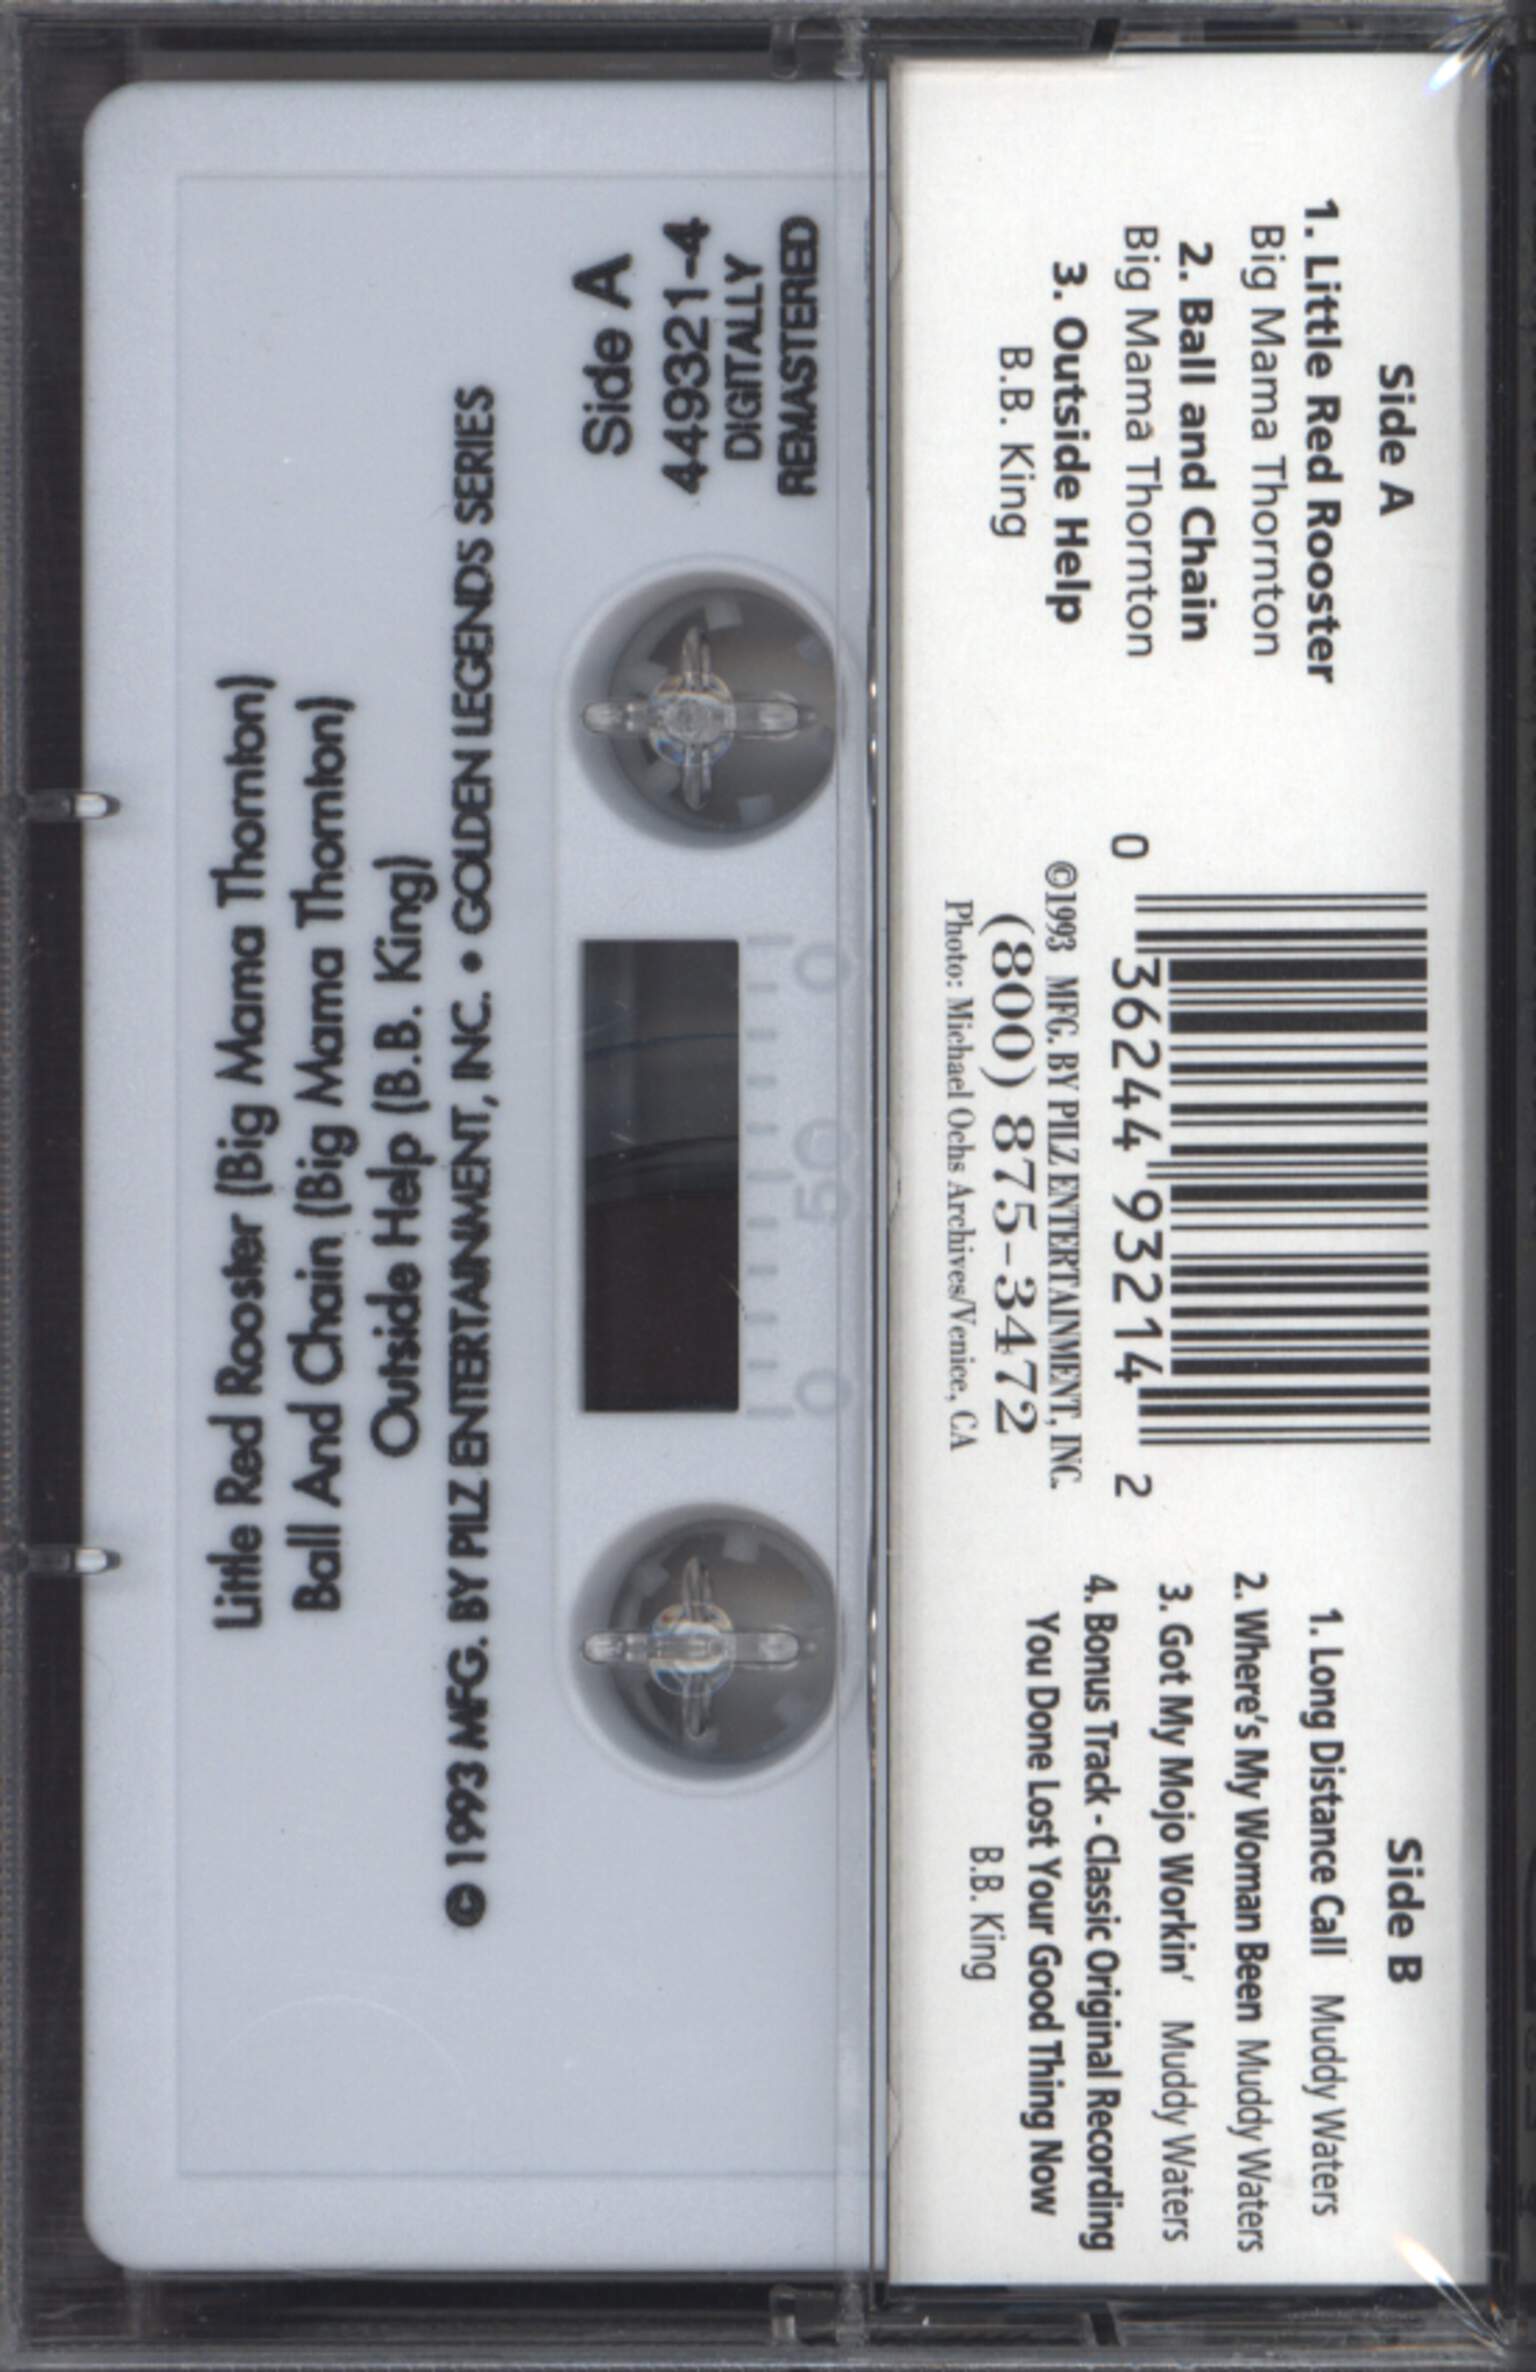 Side A
1. Little Red Rooster
Big Mama Thornton
2. Ball and Chain
Big Mama Thornton
3. Outside Help
B.B. King
0 36244 93214 2
©1993 MFG. BY PILZ ENTERTAINMENT, INC.
(800) 875-3472
Photo: Michael Ochs Archives/Venice, CA
Side B
1. Long Distance Call Muddy Waters
2. Where's My Woman Been Muddy Waters
3. Got My Mojo Workin' Muddy Waters
4. Bonus Track - Classic Original Recording
You Done Lost Your Good Thing Now
B.B. King
Little Red Rooster (Big Mama Thornton)
Ball And Chain (Big Mama Thornton)
Outside Help (B.B. King)
© 1993 MFG. BY PILZ ENTERTAINMENT, INC. • GOLDEN LEGENDS SERIES
Side A
449321-4
DIGITALLY
REMASTERED
0 50 0